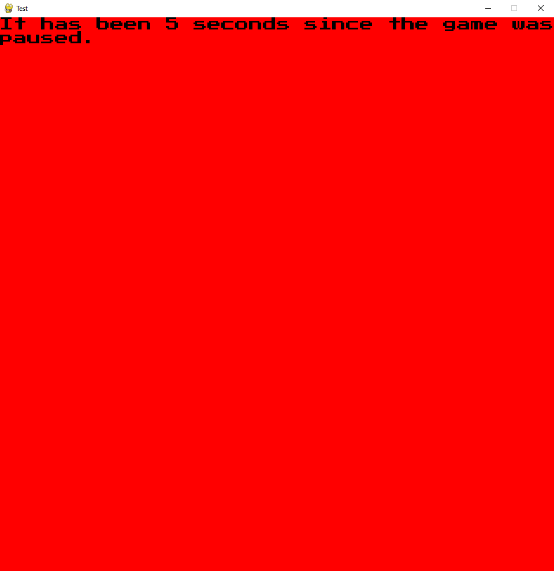 Test
It has been 5 seconds since the game was
paused.